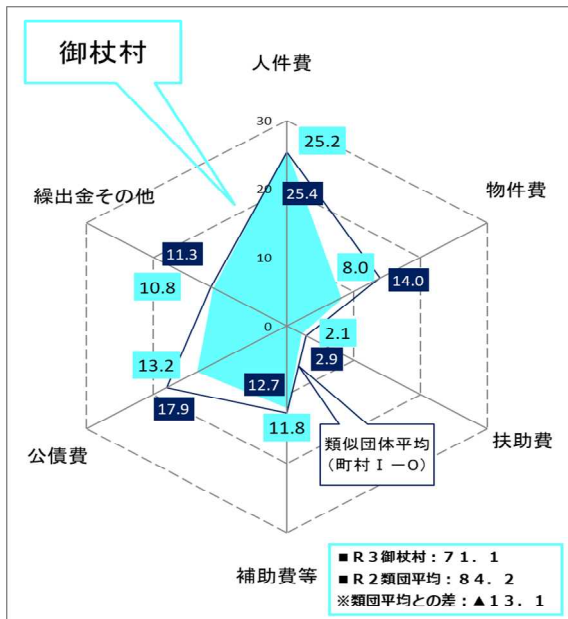 御杖村
人件費
30
25.2
物件費
繰出金その他
20
25.4
11.3
10
8.0
14.0
10.8
0
2.1
13.2
2.9
12.7
17.9
11.8
扶助費
類似団体平均
(町村Ⅰ－０)
公債費
補助費等
■Ｒ３御杖村：７１．１
■Ｒ２類団平均：８４．２
※類団平均との差：▲１３．１